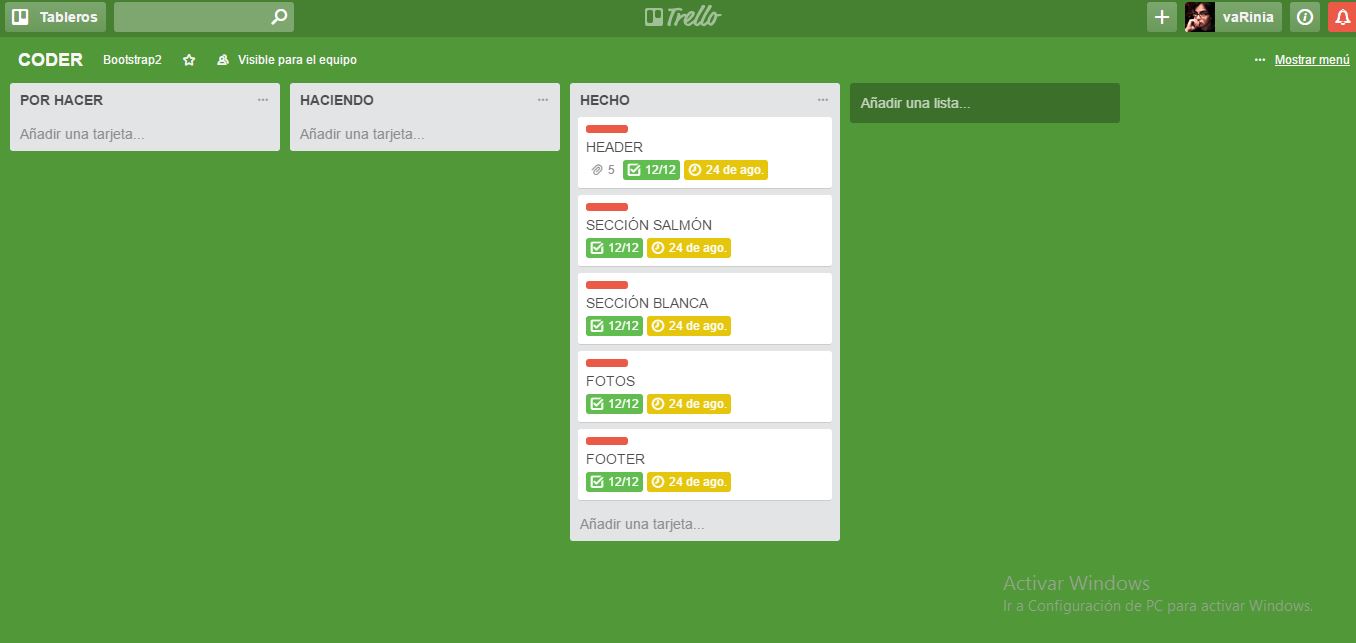 Tableros
Trello
vaRinia
CODER Bootstrap2 Visible para el equipo
Mostrar menú
POR HACER
Añadir una tarjeta...
HACIENDO
Añadir una tarjeta...
HECHO
HEADER
5 12/12 24 de ago.
SECCIÓN SALMÓN
12/12 24 de ago.
SECCIÓN BLANCA
12/12 24 de ago.
FOTOS
12/12 24 de ago.
FOOTER
12/12 24 de ago.
Añadir una tarjeta...
Añadir una lista...
Activar Windows
Ir a Configuración de PC para activar Windows.